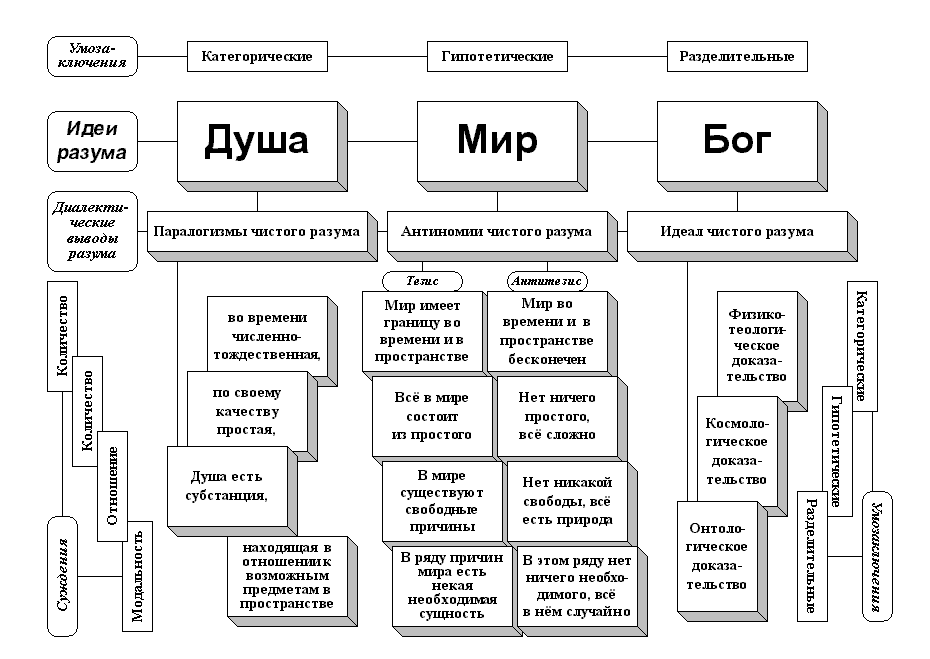 Умоза-
ключения
Категорические
Гипотетические
Разделительные
Идеи
разума
Душа
Мир
Бог
Диалекти-
ческие
выводы
разума
Паралогизмы чистого разума
Антиномии чистого разума
Идеал чистого разума
Тезис
Антитезис
Количество
Количество
Отношение
Модальность
Суждения
во времени
численно-
тождественная,
по своему
качеству
простая,
Душа есть
субстанция,
находящая в
отношении к
возможным
предметам в
пространстве
Мир имеет
границу во
времени и в
пространстве
Мир во
времени и в
пространстве
бесконечен
Всё в мире
состоит
из простого
Нет ничего
простого,
всё сложно
В мире
существуют
свободные
причины
Нет никакой
свободы, всё
есть природа
В ряду причин
мира есть
некая
необходимая
сущность
В этом ряду нет
ничего необхо-
димого, всё
в нём случайно
Физико-
теологи-
ческое
доказа-
тельство
Космоло-
гическое
доказа-
тельство
Онтоло-
гическое
доказа-
тельство
Категорические
Гипотетические
Разделительные
Умозаключения